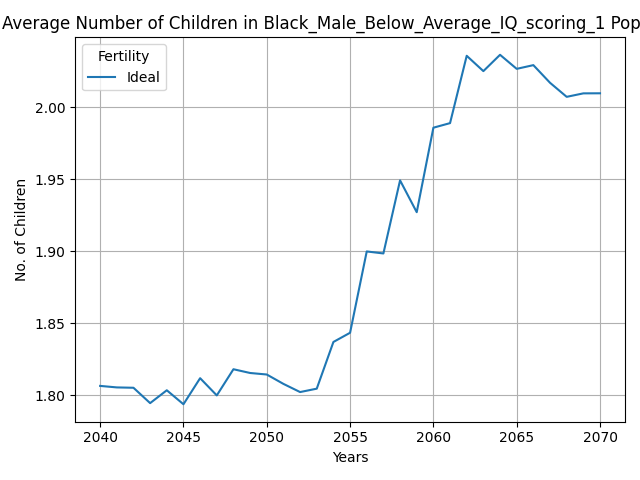 Average Number of Children in Black_Male_Below_Average_IQ_scoring_1 Pop
Fertility
Ideal
No. of Children
2.00
1.95
1.90
1.85
1.80
2040 2045 2050 2055 2060 2065 2070
Years